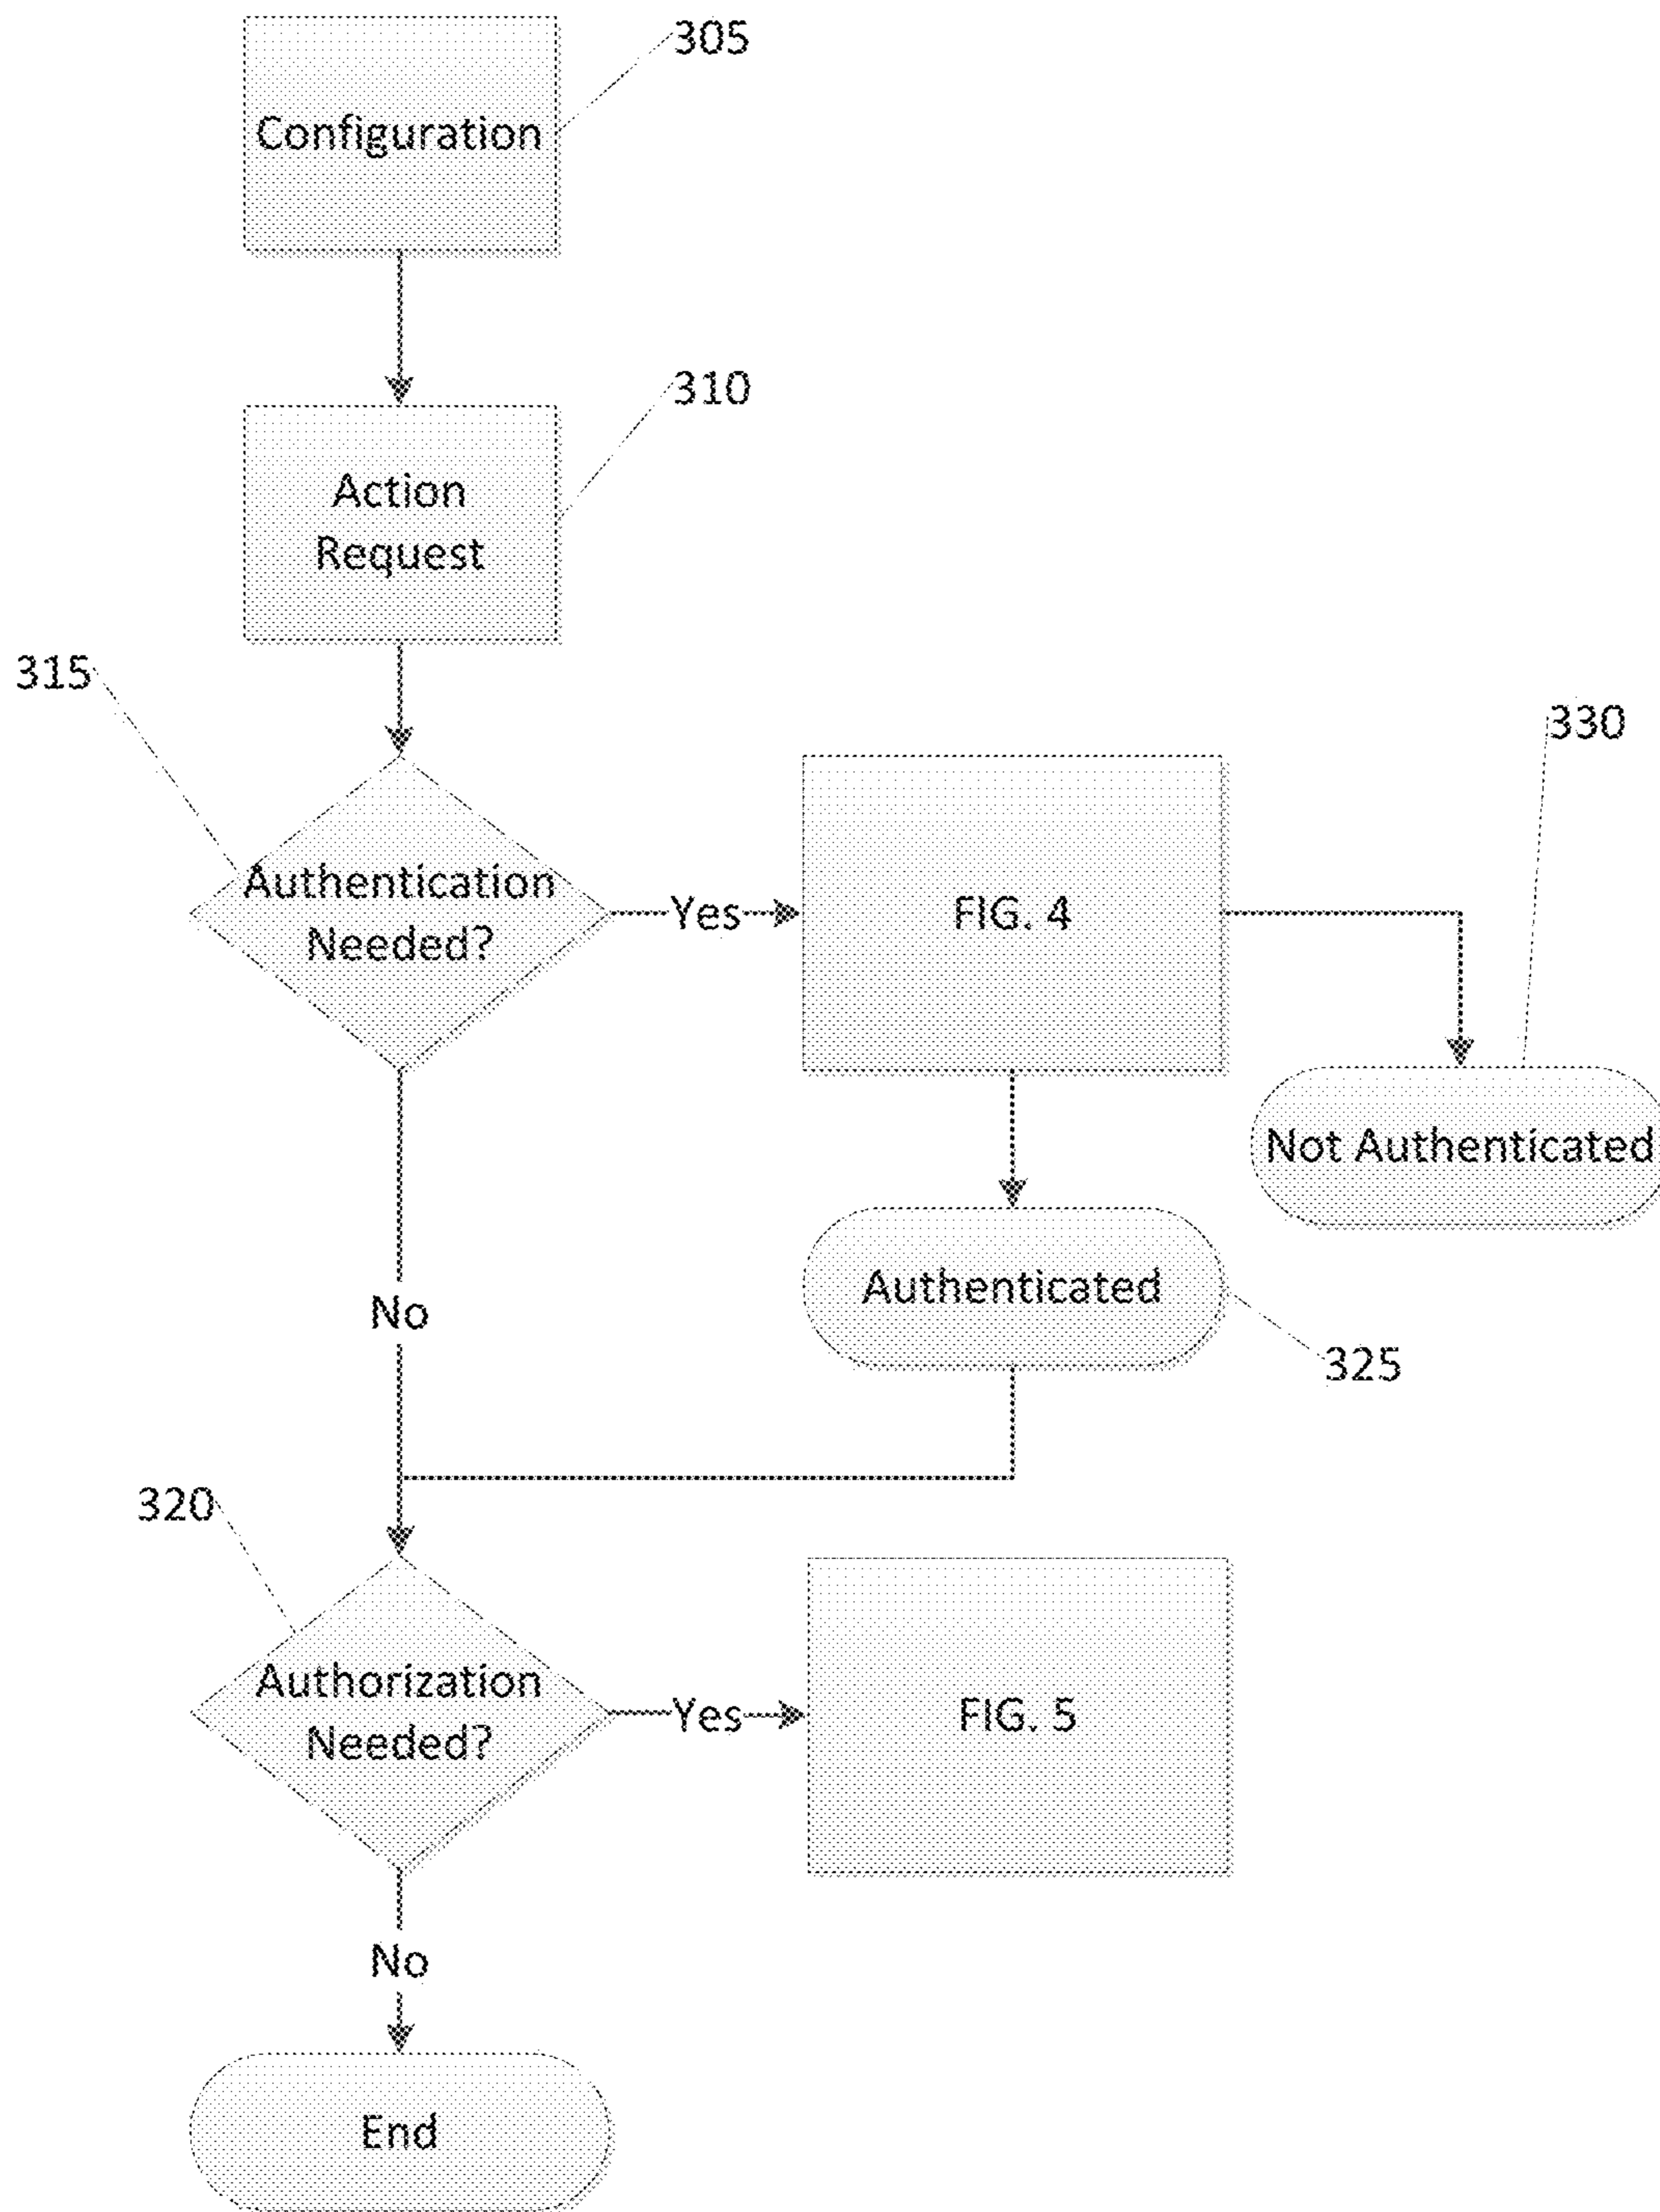 305
Configuration
310
Action
Request
315
330
Authentication
Needed?
Yes
FIG. 4
Not Authenticated
Authenticated
No
325
320
Authorization
Needed?
Yes
FIG. 5
No
End